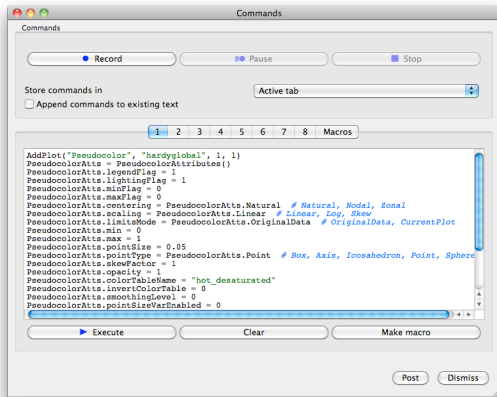 Commands
Commands
Record
Pause
Stop
Store commands in
Active tab
Append commands to existing text
1 2 3 4 5 6 7 8 Macros
AddPlot("Pseudocolor", "hardyglobal", 1, 1)
PseudocolorAtts = PseudocolorAttributes()
PseudocolorAtts.legendFlag = 1
PseudocolorAtts.lightingFlag = 1
PseudocolorAtts.minFlag = 0
PseudocolorAtts.maxFlag = 0
PseudocolorAtts.centering = PseudocolorAtts.Natural # Natural, Nodal, Zonal
PseudocolorAtts.scaling = PseudocolorAtts.Linear # Linear, Log, Skew
PseudocolorAtts.limitsMode = PseudocolorAtts.OriginalData # OriginalData, CurrentPlot
PseudocolorAtts.min = 0
PseudocolorAtts.max = 1
PseudocolorAtts.pointSize = 0.05
PseudocolorAtts.pointType = PseudocolorAtts.Point # Box, Axis, Icosahedron, Point, Sphere
PseudocolorAtts.skewFactor = 1
PseudocolorAtts.opacity = 1
PseudocolorAtts.colorTableName = "hot_desaturated"
PseudocolorAtts.invertColorTable = 0
PseudocolorAtts.smoothingLevel = 0
PseudocolorAtts.pointSizeVarEnabled = 0
Execute
Clear
Make macro
Post
Dismiss